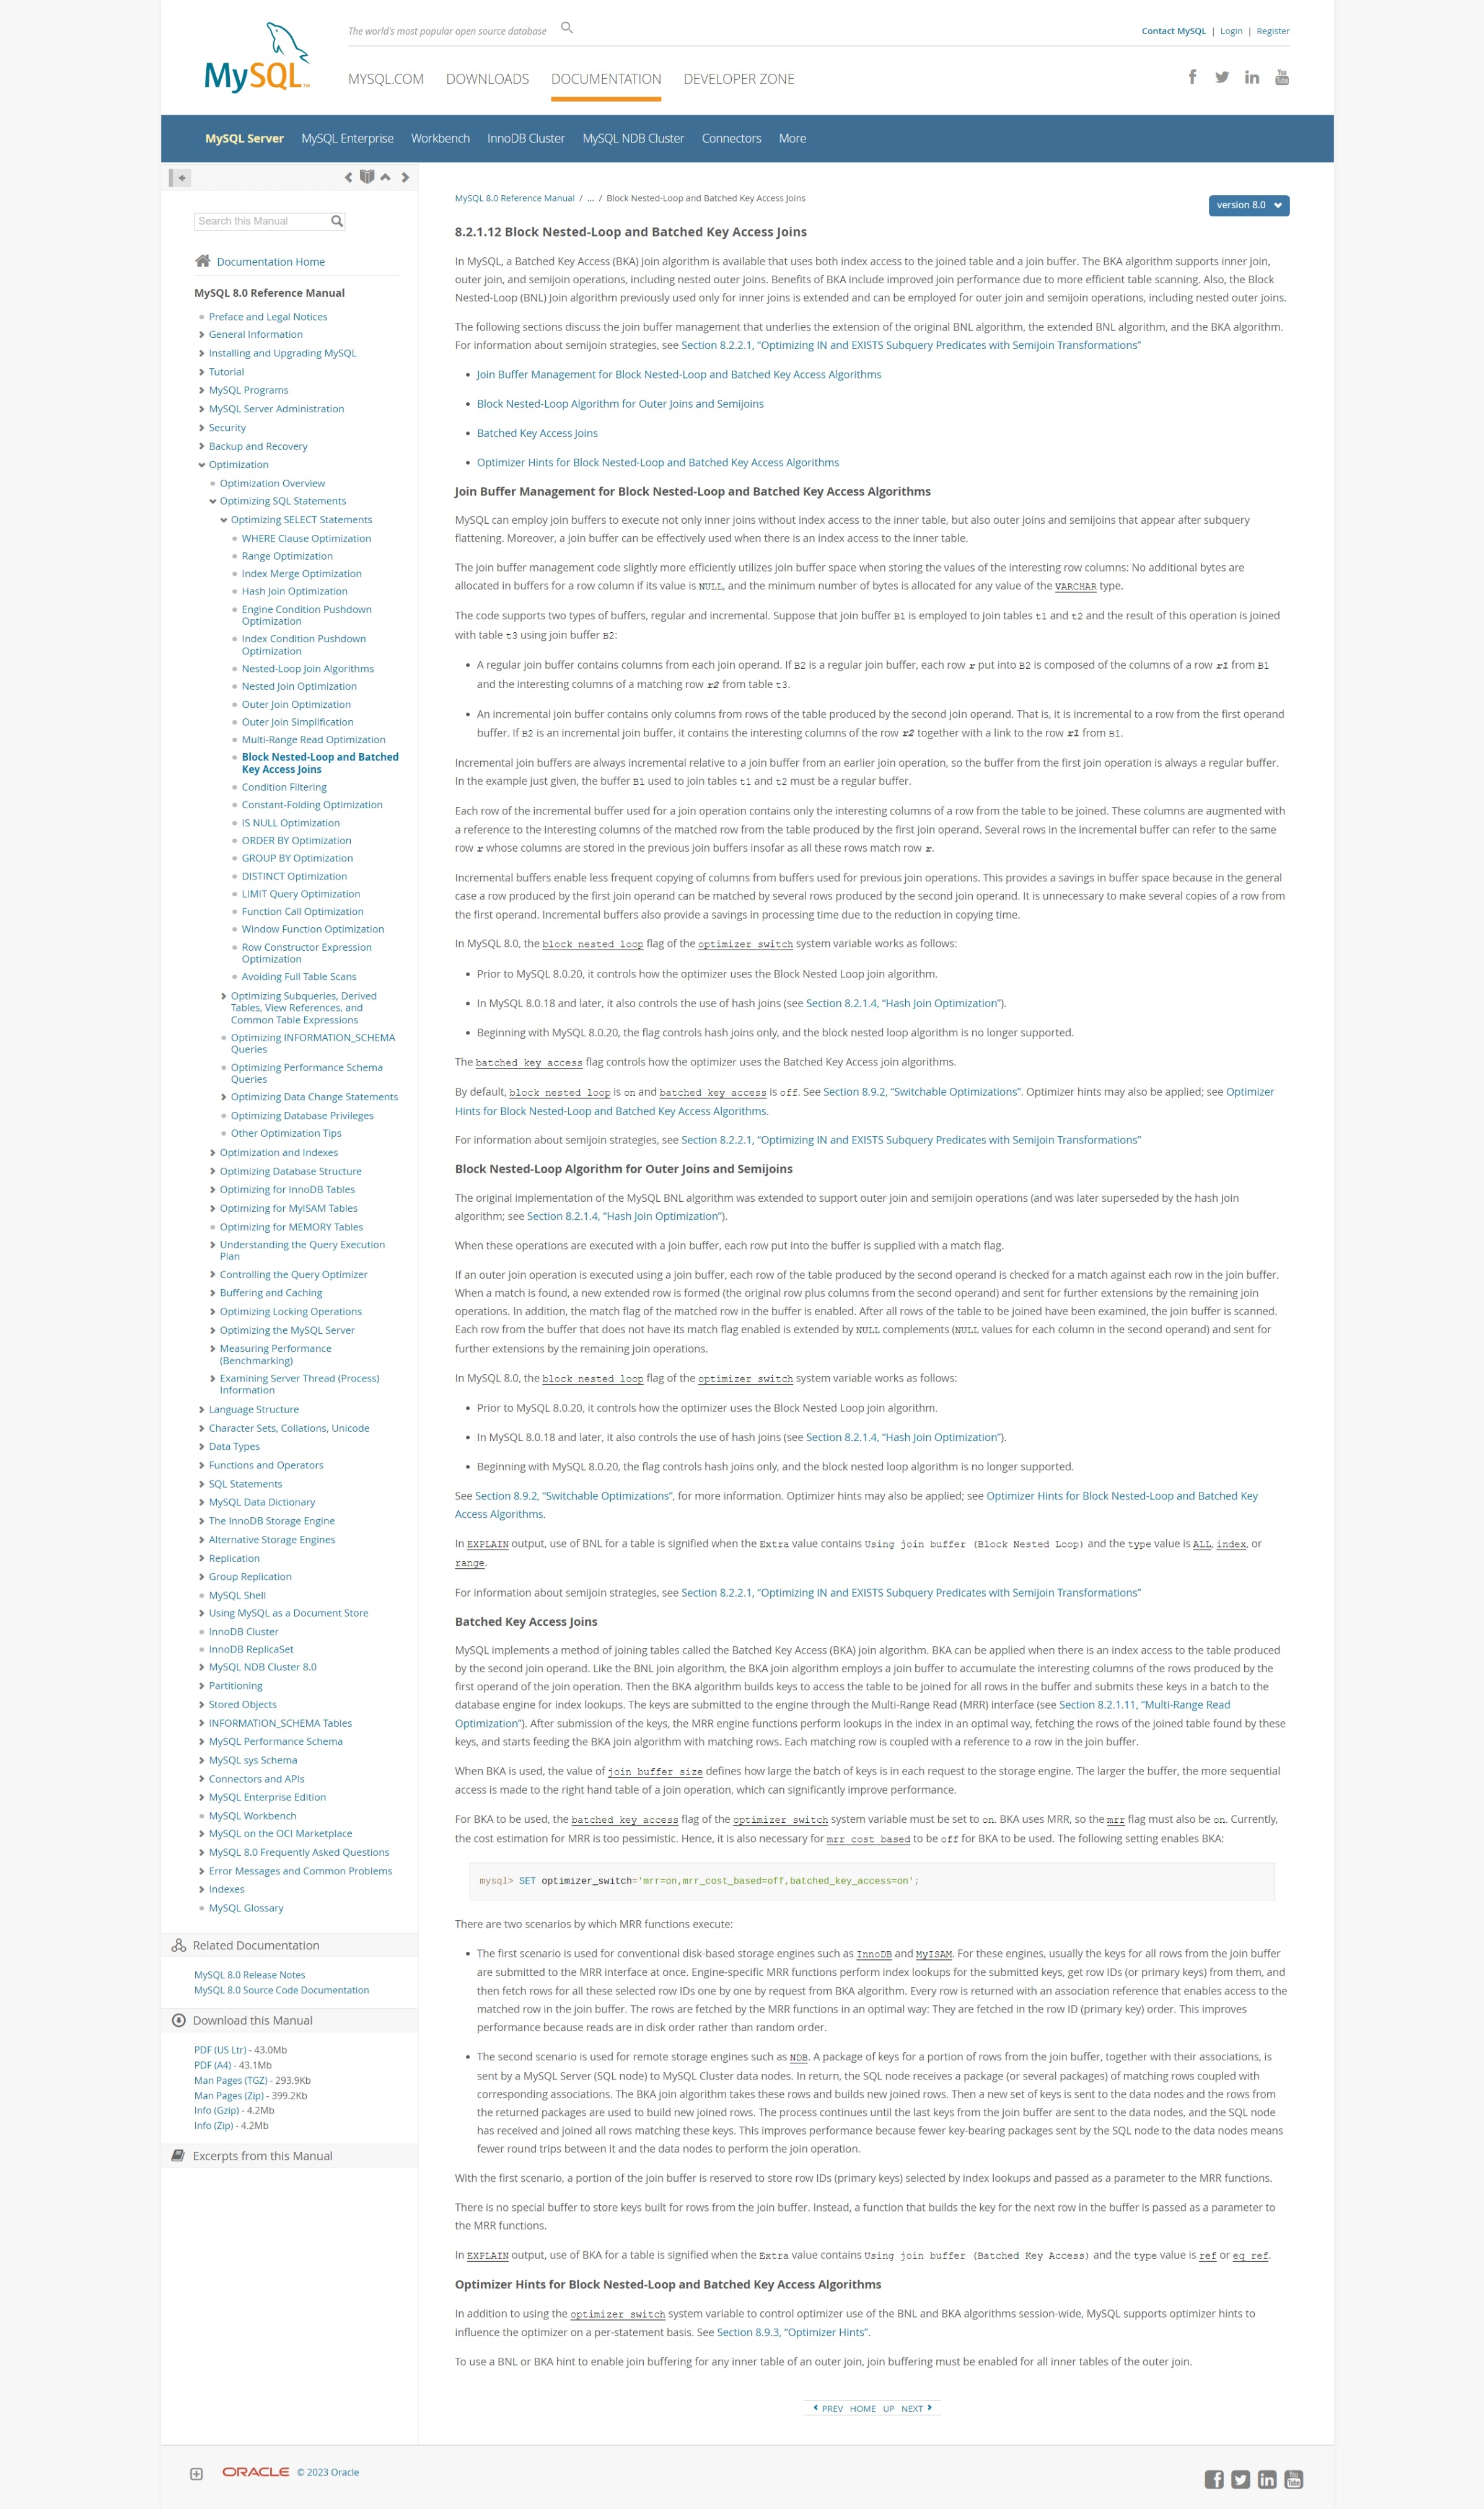 The world's most popular open source database
Contact MySQL | Login | Register
MySQL™
MYSQL.COM DOWNLOADS DOCUMENTATION DEVELOPER ZONE
MySQL Server MySQL Enterprise Workbench InnoDB Cluster MySQL NDB Cluster Connectors More
Search this Manual
Documentation Home
MySQL 8.0 Reference Manual
Preface and Legal Notices
General Information
Installing and Upgrading MySQL
Tutorial
MySQL Programs
MySQL Server Administration
Security
Backup and Recovery
Optimization
Optimization Overview
Optimizing SQL Statements
Optimizing SELECT Statements
WHERE Clause Optimization
Range Optimization
Index Merge Optimization
Hash Join Optimization
Engine Condition Pushdown
Optimization
Index Condition Pushdown
Optimization
Nested-Loop Join Algorithms
Nested Join Optimization
Outer Join Optimization
Outer Join Simplification
Multi-Range Read Optimization
Block Nested-Loop and Batched
Key Access Joins
Condition Filtering
Constant-Folding Optimization
IS NULL Optimization
ORDER BY Optimization
GROUP BY Optimization
DISTINCT Optimization
LIMIT Query Optimization
Function Call Optimization
Window Function Optimization
Row Constructor Expression
Optimization
Avoiding Full Table Scans
Optimizing Subqueries, Derived
Tables, View References, and
Common Table Expressions
Optimizing INFORMATION_SCHEMA
Queries
Optimizing Performance Schema
Queries
Optimizing Data Change Statements
Optimizing Database Privileges
Other Optimization Tips
Optimization and Indexes
Optimizing Database Structure
Optimizing for InnoDB Tables
Optimizing for MyISAM Tables
Optimizing for MEMORY Tables
Understanding the Query Execution
Plan
Controlling the Query Optimizer
Buffering and Caching
Optimizing Locking Operations
Optimizing the MySQL Server
Measuring Performance
(Benchmarking)
Examining Server Thread (Process)
Information
Language Structure
Character Sets, Collations, Unicode
Data Types
Functions and Operators
SQL Statements
MySQL Data Dictionary
The InnoDB Storage Engine
Alternative Storage Engines
Replication
Group Replication
MySQL Shell
Using MySQL as a Document Store
InnoDB Cluster
InnoDB ReplicaSet
MySQL NDB Cluster 8.0
Partitioning
Stored Objects
INFORMATION_SCHEMA Tables
MySQL Performance Schema
MySQL sys Schema
Connectors and APIs
MySQL Enterprise Edition
MySQL Workbench
MySQL on the OCI Marketplace
MySQL 8.0 Frequently Asked Questions
Error Messages and Common Problems
Indexes
MySQL Glossary
Related Documentation
MySQL 8.0 Release Notes
MySQL 8.0 Source Code Documentation
Download this Manual
PDF (US Ltr) - 43.0Mb
PDF (A4) - 43.1Mb
Man Pages (TGZ) - 293.9Kb
Man Pages (Zip) - 399.2Kb
Info (Gzip) - 4.2Mb
Info (Zip) - 4.2Mb
Excerpts from this Manual
MySQL 8.0 Reference Manual / ... / Block Nested-Loop and Batched Key Access Joins
version 8.0
8.2.1.12 Block Nested-Loop and Batched Key Access Joins
In MySQL, a Batched Key Access (BKA) Join algorithm is available that uses both index access to the joined table and a join buffer. The BKA algorithm supports inner join,
outer join, and semijoin operations, including nested outer joins. Benefits of BKA include improved join performance due to more efficient table scanning. Also, the Block
Nested-Loop (BNL) Join algorithm previously used only for inner joins is extended and can be employed for outer join and semijoin operations, including nested outer joins.
The following sections discuss the join buffer management that underlies the extension of the original BNL algorithm, the extended BNL algorithm, and the BKA algorithm.
For information about semijoin strategies, see Section 8.2.2.1, “Optimizing IN and EXISTS Subquery Predicates with Semijoin Transformations”
• Join Buffer Management for Block Nested-Loop and Batched Key Access Algorithms
• Block Nested-Loop Algorithm for Outer Joins and Semijoins
• Batched Key Access Joins
• Optimizer Hints for Block Nested-Loop and Batched Key Access Algorithms
Join Buffer Management for Block Nested-Loop and Batched Key Access Algorithms
MySQL can employ join buffers to execute not only inner joins without index access to the inner table, but also outer joins and semijoins that appear after subquery
flattening. Moreover, a join buffer can be effectively used when there is an index access to the inner table.
The join buffer management code slightly more efficiently utilizes join buffer space when storing the values of the interesting row columns: No additional bytes are
allocated in buffers for a row column if its value is NULL, and the minimum number of bytes is allocated for any value of the VARCHAR type.
The code supports two types of buffers, regular and incremental. Suppose that join buffer B1 is employed to join tables t1 and t2 and the result of this operation is joined
with table t3 using join buffer B2:
• A regular join buffer contains columns from each join operand. If B2 is a regular join buffer, each row r put into B2 is composed of the columns of a row r1 from B1
and the interesting columns of a matching row r2 from table t3.
• An incremental join buffer contains only columns from rows of the table produced by the second join operand. That is, it is incremental to a row from the first operand
buffer. If B2 is an incremental join buffer, it contains the interesting columns of the row r2 together with a link to the row r1 from B1.
Incremental join buffers are always incremental relative to a join buffer from an earlier join operation, so the buffer from the first join operation is always a regular buffer.
In the example just given, the buffer B1 used to join tables t1 and t2 must be a regular buffer.
Each row of the incremental buffer used for a join operation contains only the interesting columns of a row from the table to be joined. These columns are augmented with
a reference to the interesting columns of the matched row from the table produced by the first join operand. Several rows in the incremental buffer can refer to the same
row r whose columns are stored in the previous join buffers insofar as all these rows match row r.
Incremental buffers enable less frequent copying of columns from buffers used for previous join operations. This provides a savings in buffer space because in the general
case a row produced by the first join operand can be matched by several rows produced by the second join operand. It is unnecessary to make several copies of a row from
the first operand. Incremental buffers also provide a savings in processing time due to the reduction in copying time.
In MySQL 8.0, the block_nested_loop flag of the optimizer_switch system variable works as follows:
• Prior to MySQL 8.0.20, it controls how the optimizer uses the Block Nested Loop join algorithm.
• In MySQL 8.0.18 and later, it also controls the use of hash joins (see Section 8.2.1.4, “Hash Join Optimization”).
• Beginning with MySQL 8.0.20, the flag controls hash joins only, and the block nested loop algorithm is no longer supported.
The batched_key_access flag controls how the optimizer uses the Batched Key Access join algorithms.
By default, block_nested_loop is on and batched_key_access is off. See Section 8.9.2, “Switchable Optimizations”. Optimizer hints may also be applied; see Optimizer
Hints for Block Nested-Loop and Batched Key Access Algorithms.
For information about semijoin strategies, see Section 8.2.2.1, “Optimizing IN and EXISTS Subquery Predicates with Semijoin Transformations”
Block Nested-Loop Algorithm for Outer Joins and Semijoins
The original implementation of the MySQL BNL algorithm was extended to support outer join and semijoin operations (and was later superseded by the hash join
algorithm; see Section 8.2.1.4, “Hash Join Optimization”).
When these operations are executed with a join buffer, each row put into the buffer is supplied with a match flag.
If an outer join operation is executed using a join buffer, each row of the table produced by the second operand is checked for a match against each row in the join buffer.
When a match is found, a new extended row is formed (the original row plus columns from the second operand) and sent for further extensions by the remaining join
operations. In addition, the match flag of the matched row in the buffer is enabled. After all rows of the table to be joined have been examined, the join buffer is scanned.
Each row from the buffer that does not have its match flag enabled is extended by NULL complements (NULL values for each column in the second operand) and sent for
further extensions by the remaining join operations.
In MySQL 8.0, the block_nested_loop flag of the optimizer_switch system variable works as follows:
• Prior to MySQL 8.0.20, it controls how the optimizer uses the Block Nested Loop join algorithm.
• In MySQL 8.0.18 and later, it also controls the use of hash joins (see Section 8.2.1.4, “Hash Join Optimization”).
• Beginning with MySQL 8.0.20, the flag controls hash joins only, and the block nested loop algorithm is no longer supported.
See Section 8.9.2, “Switchable Optimizations”, for more information. Optimizer hints may also be applied; see Optimizer Hints for Block Nested-Loop and Batched Key
Access Algorithms.
In EXPLAIN output, use of BNL for a table is signified when the Extra value contains Using join buffer (Block Nested Loop) and the type value is ALL, index, or
range.
For information about semijoin strategies, see Section 8.2.2.1, “Optimizing IN and EXISTS Subquery Predicates with Semijoin Transformations”
Batched Key Access Joins
MySQL implements a method of joining tables called the Batched Key Access (BKA) join algorithm. BKA can be applied when there is an index access to the table produced
by the second join operand. Like the BNL join algorithm, the BKA join algorithm employs a join buffer to accumulate the interesting columns of the rows produced by the
first operand of the join operation. Then the BKA algorithm builds keys to access the table to be joined for all rows in the buffer and submits these keys in a batch to the
database engine for index lookups. The keys are submitted to the engine through the Multi-Range Read (MRR) interface (see Section 8.2.1.11, “Multi-Range Read
Optimization”). After submission of the keys, the MRR engine functions perform lookups in the index in an optimal way, fetching the rows of the joined table found by these
keys, and starts feeding the BKA join algorithm with matching rows. Each matching row is coupled with a reference to a row in the join buffer.
When BKA is used, the value of join_buffer_size defines how large the batch of keys is in each request to the storage engine. The larger the buffer, the more sequential
access is made to the right hand table of a join operation, which can significantly improve performance.
For BKA to be used, the batched_key_access flag of the optimizer_switch system variable must be set to on. BKA uses MRR, so the mrr flag must also be on. Currently,
the cost estimation for MRR is too pessimistic. Hence, it is also necessary for mrr_cost_based to be off for BKA to be used. The following setting enables BKA:
mysql> SET optimizer_switch='mrr=on,mrr_cost_based=off,batched_key_access=on';
There are two scenarios by which MRR functions execute:
• The first scenario is used for conventional disk-based storage engines such as InnoDB and MyISAM. For these engines, usually the keys for all rows from the join buffer
are submitted to the MRR interface at once. Engine-specific MRR functions perform index lookups for the submitted keys, get row IDs (or primary keys) from them, and
then fetch rows for all these selected row IDs one by one by request from BKA algorithm. Every row is returned with an association reference that enables access to the
matched row in the join buffer. The rows are fetched by the MRR functions in an optimal way: They are fetched in the row ID (primary key) order. This improves
performance because reads are in disk order rather than random order.
• The second scenario is used for remote storage engines such as NDB. A package of keys for a portion of rows from the join buffer, together with their associations, is
sent by a MySQL Server (SQL node) to MySQL Cluster data nodes. In return, the SQL node receives a package (or several packages) of matching rows coupled with
corresponding associations. The BKA join algorithm takes these rows and builds new joined rows. Then a new set of keys is sent to the data nodes and the rows from
the returned packages are used to build new joined rows. The process continues until the last keys from the join buffer are sent to the data nodes, and the SQL node
has received and joined all rows matching these keys. This improves performance because fewer key-bearing packages sent by the SQL node to the data nodes means
fewer round trips between it and the data nodes to perform the join operation.
With the first scenario, a portion of the join buffer is reserved to store row IDs (primary keys) selected by index lookups and passed as a parameter to the MRR functions.
There is no special buffer to store keys built for rows from the join buffer. Instead, a function that builds the key for the next row in the buffer is passed as a parameter to
the MRR functions.
In EXPLAIN output, use of BKA for a table is signified when the Extra value contains Using join buffer (Batched Key Access) and the type value is ref or eq_ref.
Optimizer Hints for Block Nested-Loop and Batched Key Access Algorithms
In addition to using the optimizer_switch system variable to control optimizer use of the BNL and BKA algorithms session-wide, MySQL supports optimizer hints to
influence the optimizer on a per-statement basis. See Section 8.9.3, “Optimizer Hints”.
To use a BNL or BKA hint to enable join buffering for any inner table of an outer join, join buffering must be enabled for all inner tables of the outer join.
PREV HOME UP NEXT
ORACLE © 2023 Oracle